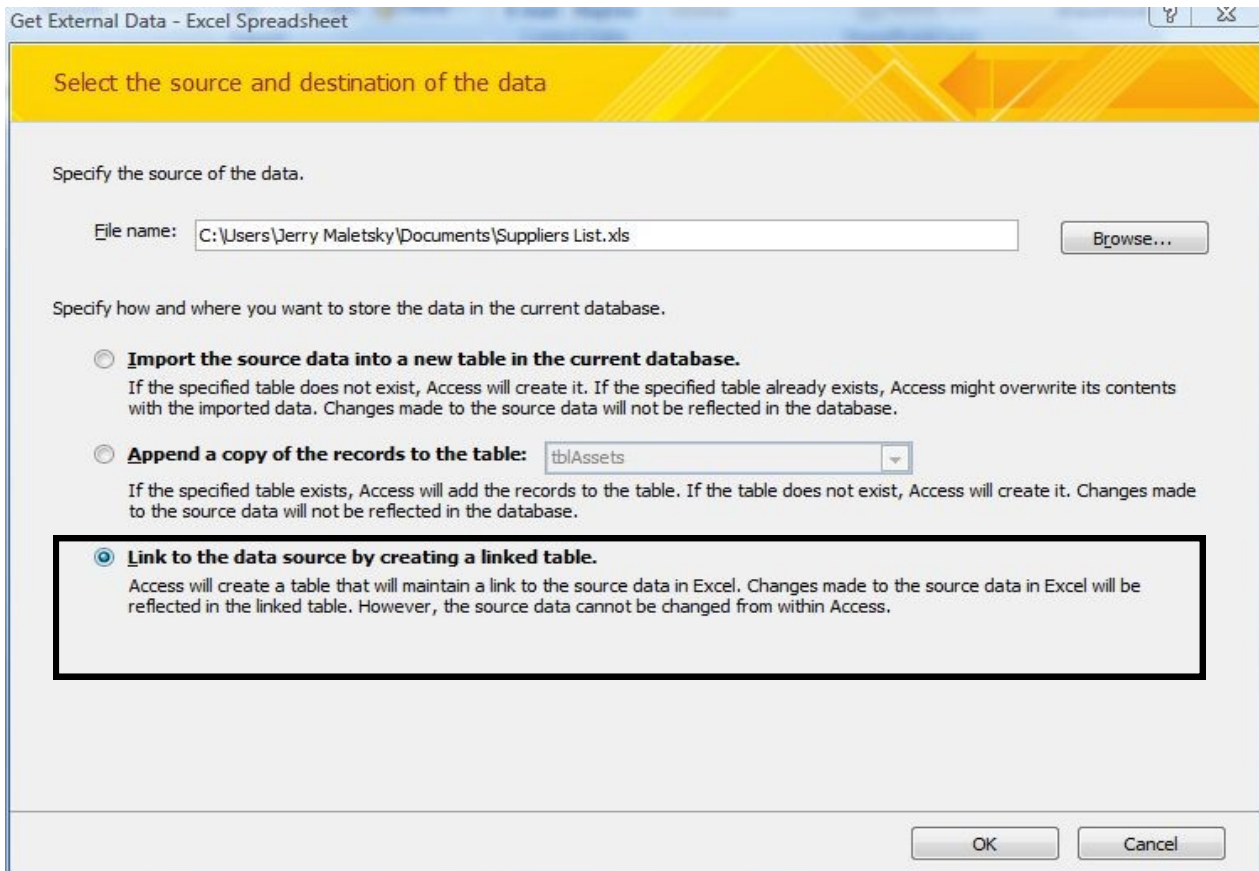 Get External Data - Excel Spreadsheet
Select the source and destination of the data
Specify the source of the data.
File name: C:\Users\Jerry Maletsky\Documents\Suppliers List.xls Browse...
Specify how and where you want to store the data in the current database.
Import the source data into a new table in the current database.
If the specified table does not exist, Access will create it. If the specified table already exists, Access might overwrite its contents
with the imported data. Changes made to the source data will not be reflected in the database.
Append a copy of the records to the table: tblAssets
If the specified table exists, Access will add the records to the table. If the table does not exist, Access will create it. Changes made
to the source data will not be reflected in the database.
Link to the data source by creating a linked table.
Access will create a table that will maintain a link to the source data in Excel. Changes made to the source data in Excel will be
reflected in the linked table. However, the source data cannot be changed from within Access.
OK Cancel